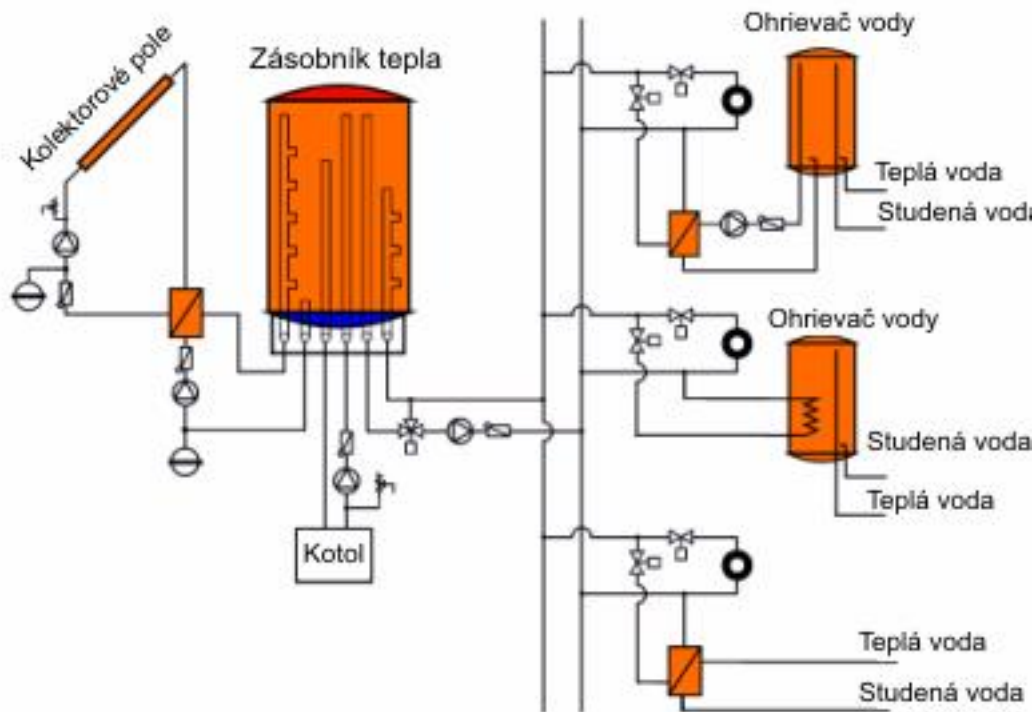 Ohrievač vody
Zásobník tepla
Kolektorové pole
Teplá voda
Studená voda
Ohrievač vody
Studená voda
Teplá voda
Kotol
Teplá voda
Studená voda